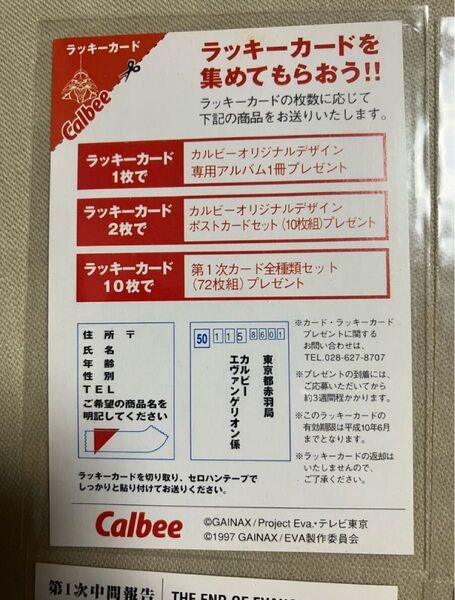 ラッキーカード
Calbee
ラッキーカードを
集めてもらおう!!
ラッキーカードの枚数に応じて
下記の商品をお送りいたします。
ラッキーカード
1枚で
カルビーオリジナルデザイン
専用アルバム1冊プレゼント
ラッキーカード
2枚で
カルビーオリジナルデザイン
ポストカードセット(10枚組)プレゼント
ラッキーカード
10枚で
第1次カード全種類セット
(72枚組)プレゼント
住所 〒
氏名
年齢
性別
TEL
ご希望の商品名を
明記してください
50 1158601
東京都赤羽局
カルビー
エヴァンゲリオン係
※カード・ラッキーカード
プレゼントに関する
お問い合わせは、
TEL.028-627-8707
※プレゼントの到着には、
ご応募いただいてから
約3週間程かかります。
※このラッキーカードの
有効期限は平成10年6月
までとなります。
※ラッキーカードの返却は
いたしませんので、
ご了承ください。
ラッキーカードを切り取り、セロハンテープで
しっかりと貼り付けてお送りください。
Calbee
©GAINAX/Project Eva.・テレビ東京
©1997 GAINAX/EVA製作委員会
第1次中間報告
THE END OF